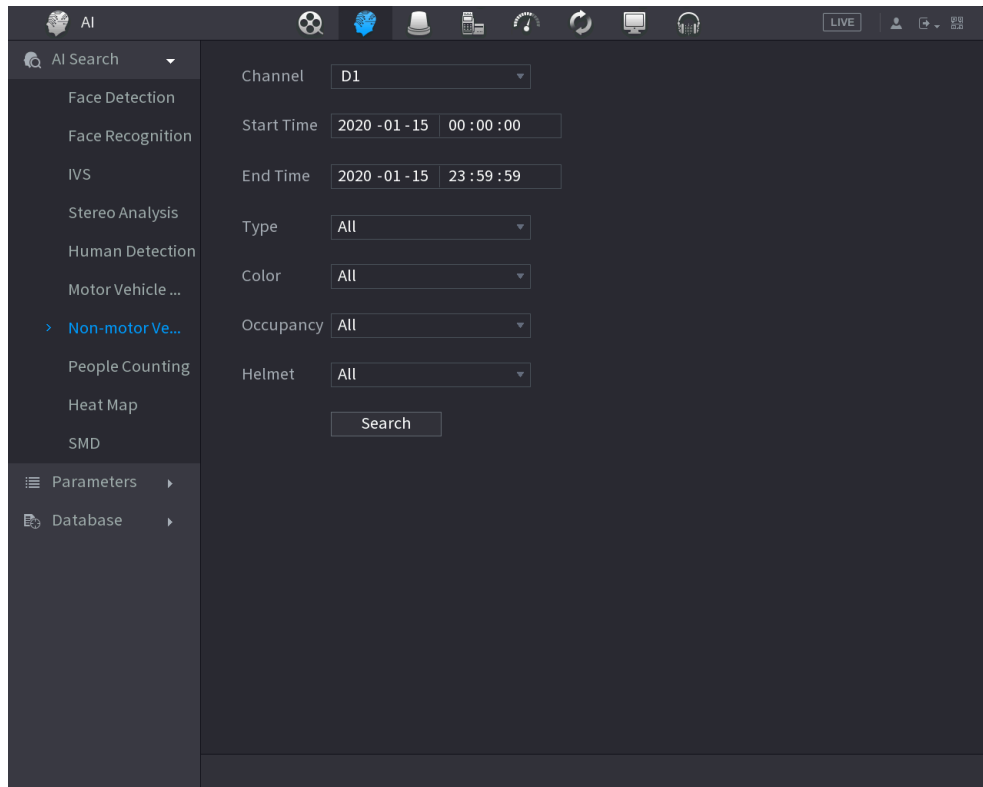 AI
LIVE
AI Search
Face Detection
Face Recognition
IVS
Stereo Analysis
Human Detection
Motor Vehicle ...
Non-motor Ve...
People Counting
Heat Map
SMD
Parameters
Database
Channel D1
Start Time 2020 -01 -15 00 : 00 : 00
End Time 2020 -01 -15 23 : 59 : 59
Type All
Color All
Occupancy All
Helmet All
Search